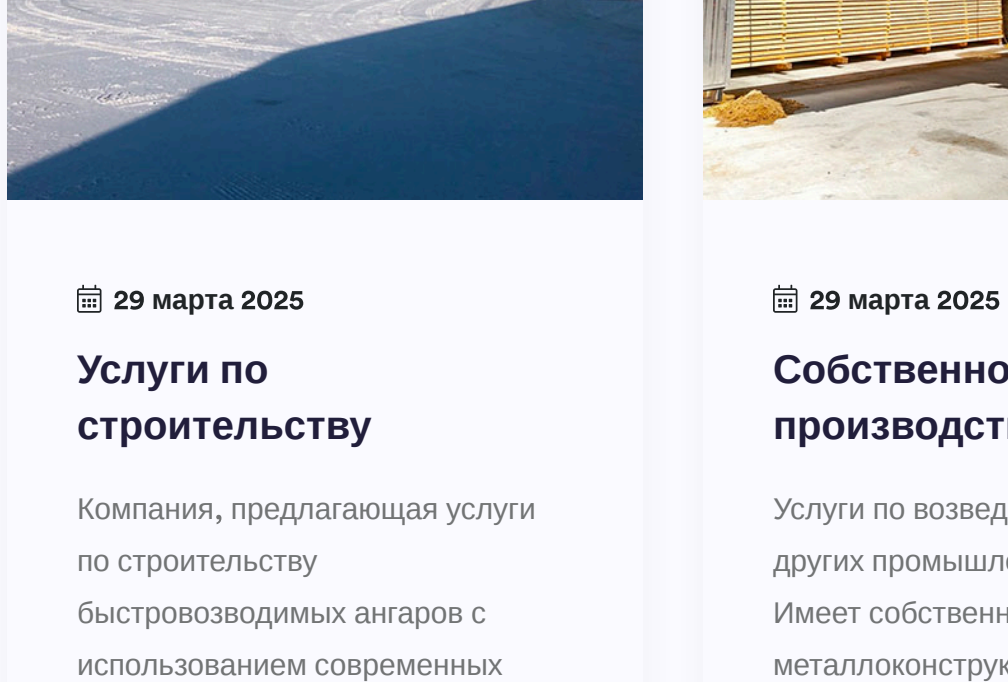 29 марта 2025
Услуги по
строительству
Компания, предлагающая услуги
по строительству
быстровозводимых ангаров с
использованием современных
29 марта 2025
Собственно
производст
Услуги по возвед
других промышл
Имеет собственн
металлоконструк